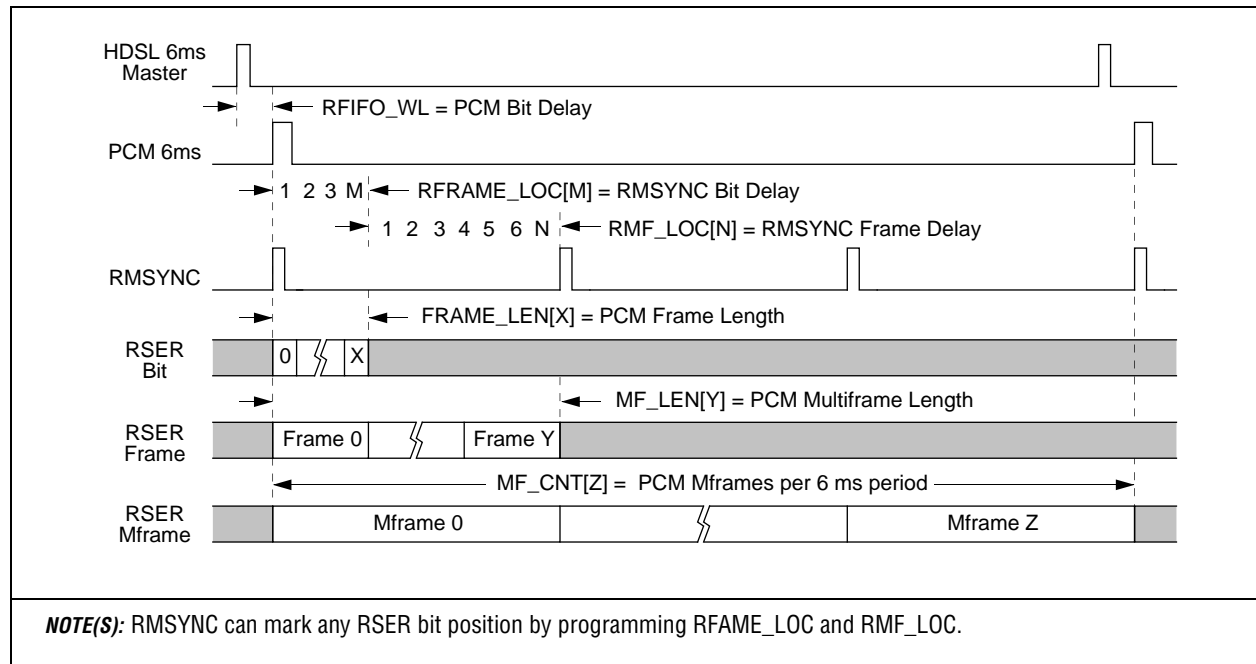 HDSL 6ms
Master
RFIFO_WL = PCM Bit Delay
PCM 6ms
1 2 3 M RFRAME_LOC[M] = RMSYNC Bit Delay
1 2 3 4 5 6 N RMF_LOC[N] = RMSYNC Frame Delay
RMSYNC
FRAME_LEN[X] = PCM Frame Length
RSER
Bit
0 X
MF_LEN[Y] = PCM Multiframe Length
RSER
Frame
Frame 0 Frame Y
MF_CNT[Z] = PCM Mframes per 6 ms period
RSER
Mframe
Mframe 0 Mframe Z
NOTE(S): RMSYNC can mark any RSER bit position by programming RFAME_LOC and RMF_LOC.